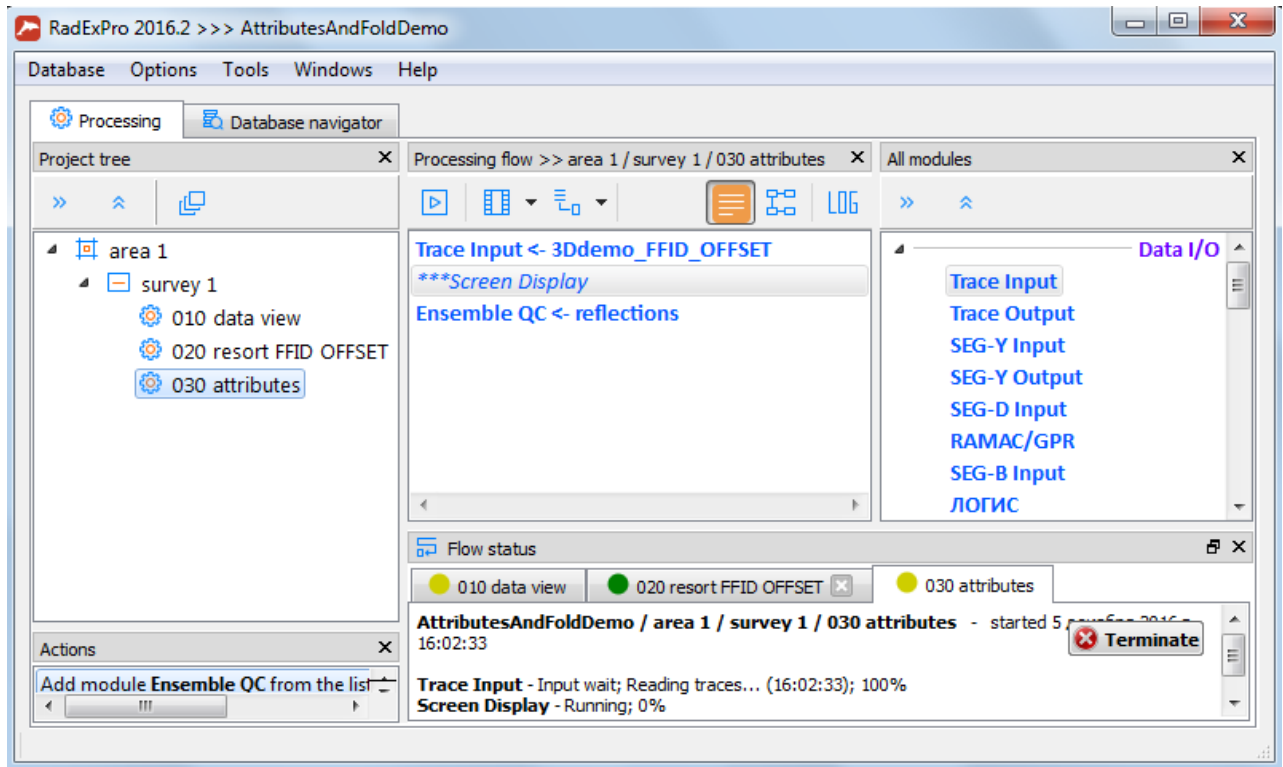 RadExPro 2016.2 >>> AttributesAndFoldDemo
Database Options Tools Windows Help
Processing Database navigator
Project tree
Processing flow >> area 1 / survey 1 / 030 attributes
All modules
LOG
area 1
survey 1
010 data view
020 resort FFID OFFSET
030 attributes
Trace Input <- 3Ddemo_FFID_OFFSET
***Screen Display
Ensemble QC <- reflections
Data I/O
Trace Input
Trace Output
SEG-Y Input
SEG-Y Output
SEG-D Input
RAMAC/GPR
SEG-B Input
ЛОГИС
Flow status
010 data view 020 resort FFID OFFSET 030 attributes
AttributesAndFoldDemo / area 1 / survey 1 / 030 attributes - started 5
16:02:33
Terminate
Trace Input - Input wait; Reading traces... (16:02:33); 100%
Screen Display - Running; 0%
Actions
Add module Ensemble QC from the list